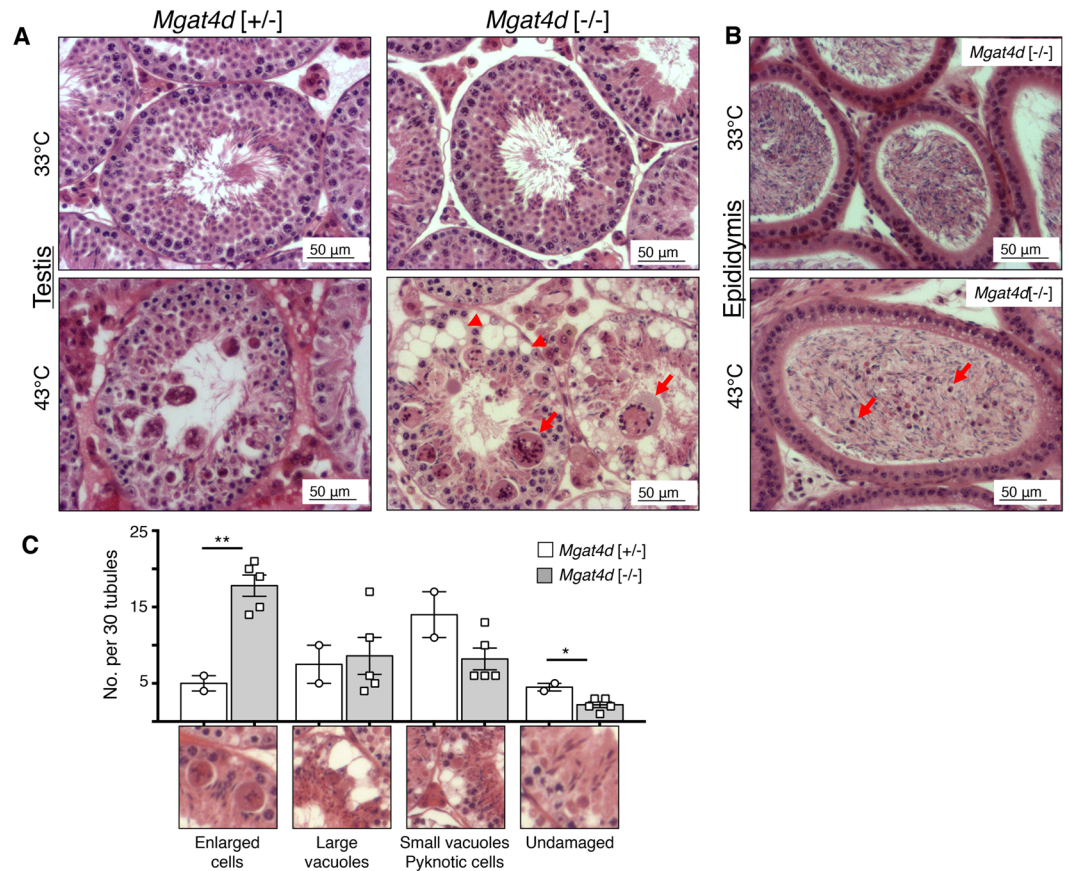 Mgat4d [+/-]
Mgat4d [-/-]
A
B
33°C
43°C
Testis
50 µm
50 µm
50 µm
50 µm
Epididymis
33°C
43°C
Mgat4d [-/-]
50 µm
Mgat4d[-/-]
50 µm
C
No. per 30 tubules
25
15
5
**
*
Mgat4d [+/-]
Mgat4d [-/-]
Enlarged
cells
Large
vacuoles
Small vacuoles
Pyknotic cells
Undamaged